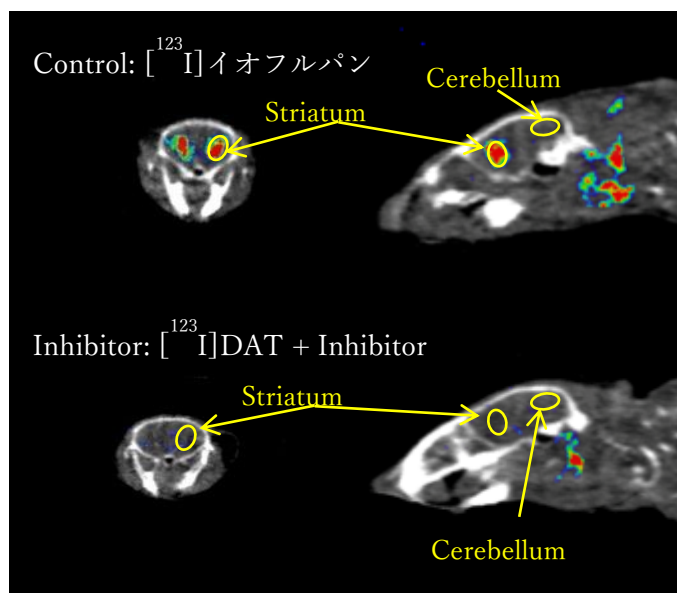 Control: [¹²³I]イオフルパン
Cerebellum
Striatum
Inhibitor: [¹²³I]DAT + Inhibitor
Striatum
Cerebellum